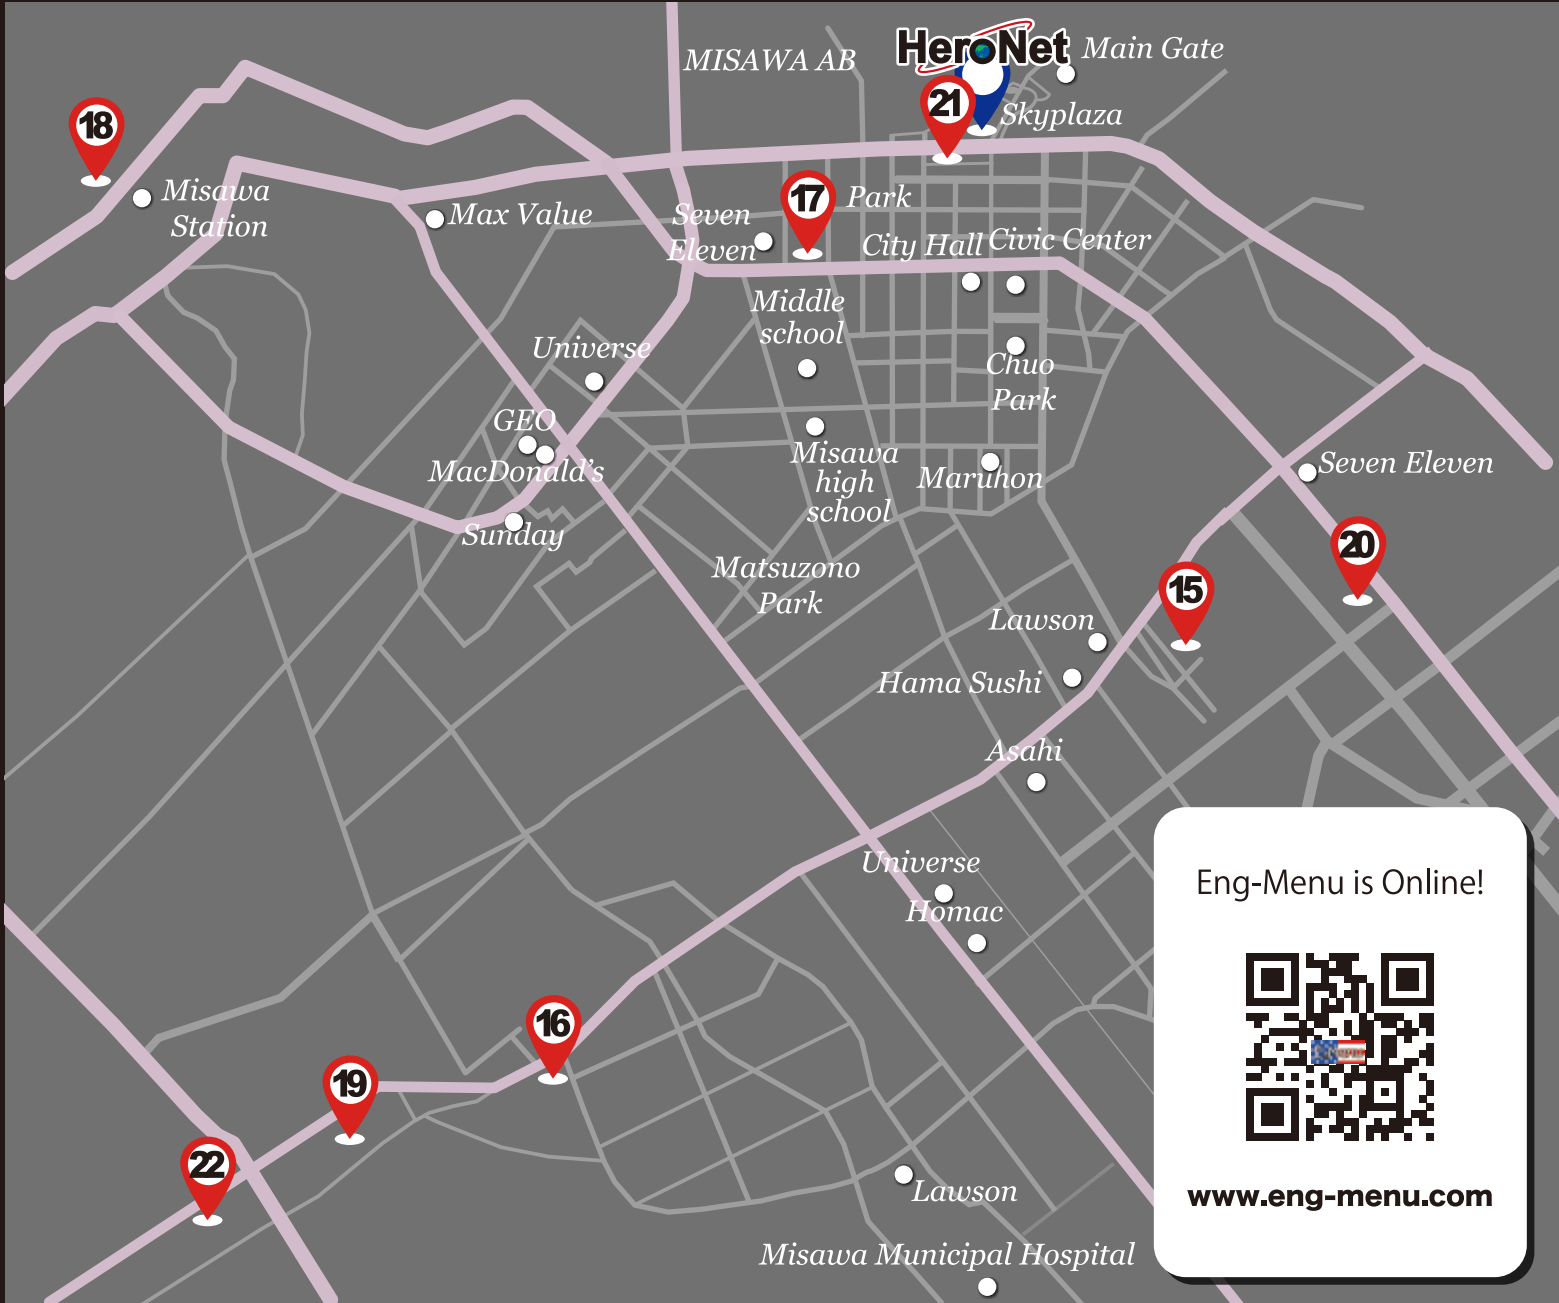 MISAWA AB
HeroNet
Main Gate
21
Skyplaza
18
Misawa
Station
Max Value
Seven
Eleven
17
Park
City Hall
Civic Center
Middle
school
Universe
Chuo
Park
GEO
MacDonald's
Misawa
high
school
Maruhon
Seven Eleven
Sunday
20
Matsuzono
Park
15
Lawson
Hama Sushi
Asahi
Universe
Homac
Eng-Menu is Online!
16
19
22
www.eng-menu.com
Lawson
Misawa Municipal Hospital